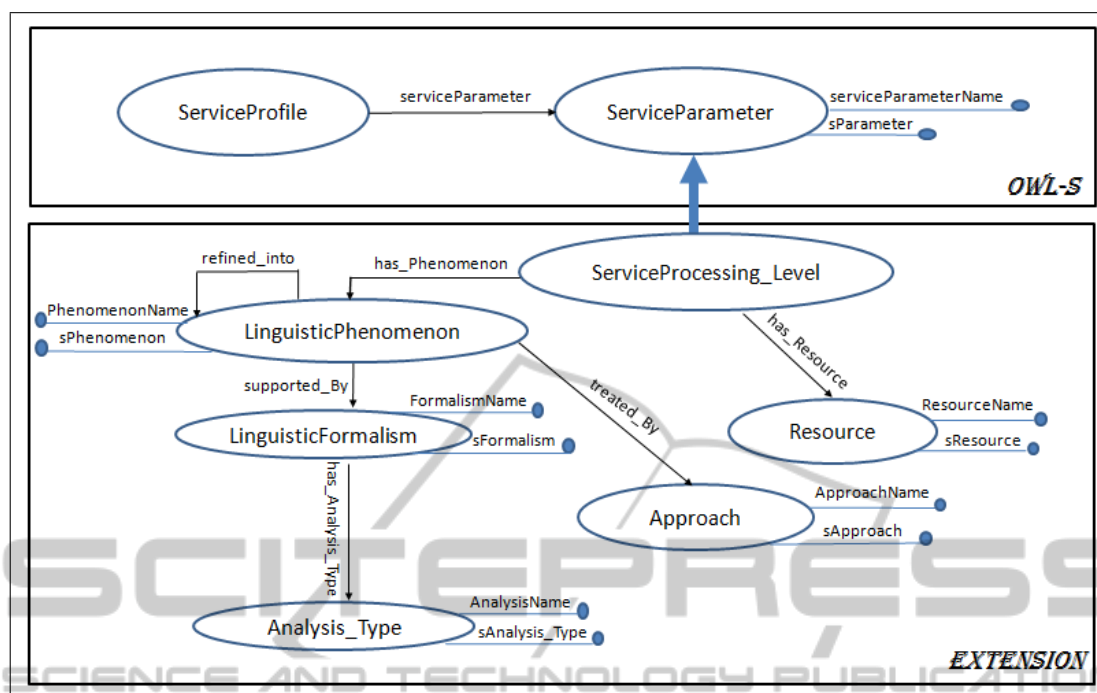 serviceParameter
serviceParameterName
ServiceProfile
ServiceParameter
sParameter
OWL-S
refined_into
has_Phenomenon
ServiceProcessing_Level
PhenomenonName
LinguisticPhenomenon
sPhenomenon
has_Resource
supported_By
treated_By
FormalismName
ResourceName
LinguisticFormalism
sFormalism
Resource
sResource
has_Analysis_Type
ApproachName
Approach
sApproach
AnalysisName
Analysis_Type
sAnalysis_Type
EXTENSION
SCITEPRESS
SCIENCE AND TECHNOLOGY PUBLICATION